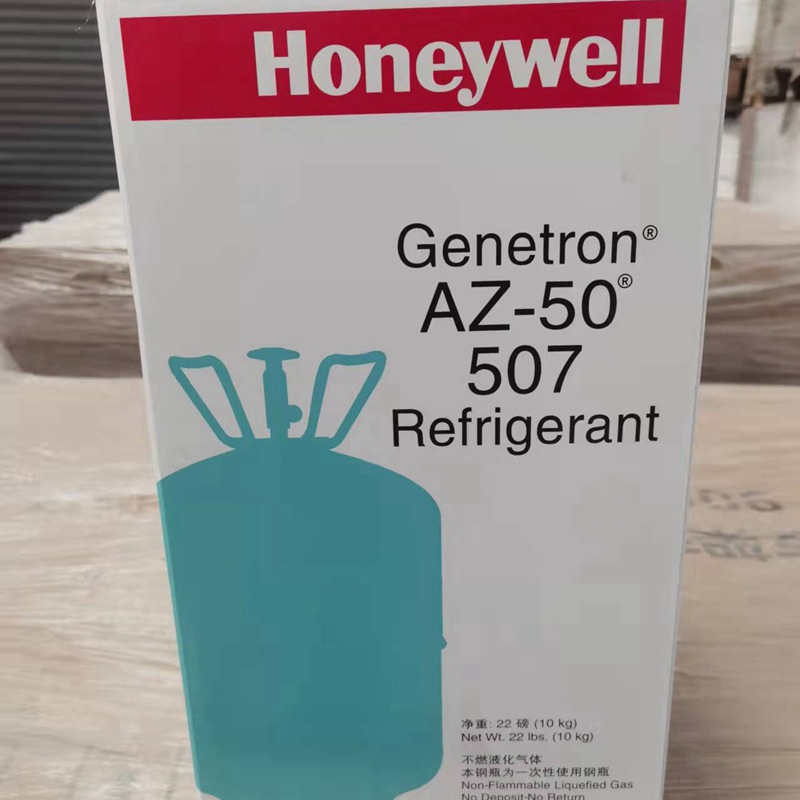 Honeywell
Genetron®
AZ-50®
507
Refrigerant
净重: 22 磅 (10 kg)
Net Wt. 22 lbs. (10 kg)
不燃液化气体
本钢瓶为一次性使用钢瓶
Non-Flammable Liquefied Gas
No Deposit-No Return